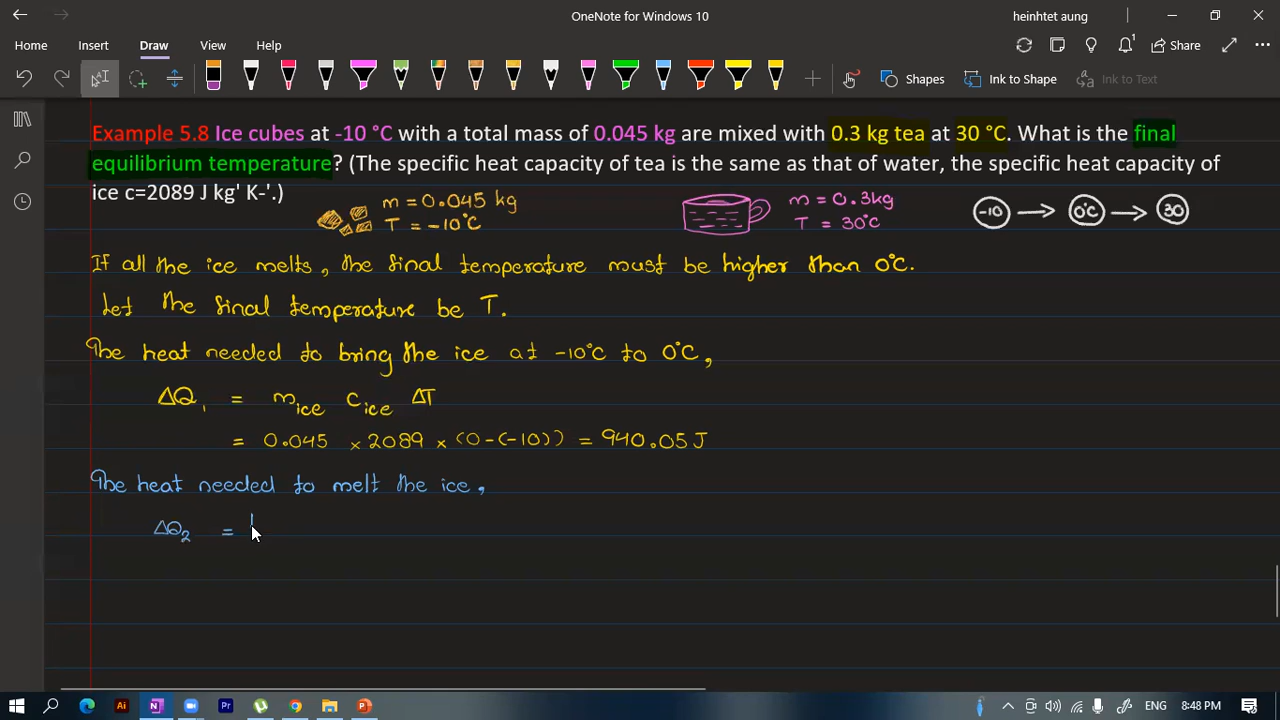 OneNote for Windows 10
heinhtet aung
Home Insert Draw View Help
Share
Shapes Ink to Shape Ink to Text
Example 5.8 Ice cubes at -10 °C with a total mass of 0.045 kg are mixed with 0.3 kg tea at 30 °C. What is the final
equilibrium temperature? (The specific heat capacity of tea is the same as that of water, the specific heat capacity of
ice c=2089 J kg' K-'.)
m = 0.045 kg
T = -10°C
m = 0.3kg
T = 30°C
-10 → 0°C → 30
If all the ice melts, the final temperature must be higher than 0°C.
Let the final temperature be T.
The heat needed to bring the ice at -10°C to 0°C,
ΔQ₁ = m_ice c_ice ΔT
= 0.045 × 2089 × (0-(-10)) = 940.05 J
The heat needed to melt the ice,
ΔQ₂ =
ENG 8:48 PM